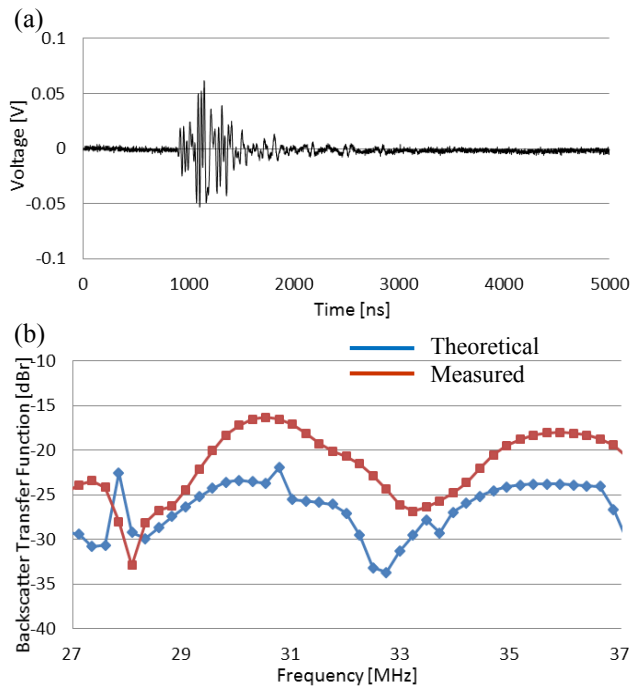 (a)
0.1
0.05
0
-0.05
-0.1
Voltage [V]
0 1000 2000 3000 4000 5000
Time [ns]
(b)
Theoretical
Measured
-10
-15
-20
-25
-30
-35
-40
Backscatter Transfer Function [dBr]
27 29 31 33 35 37
Frequency [MHz]